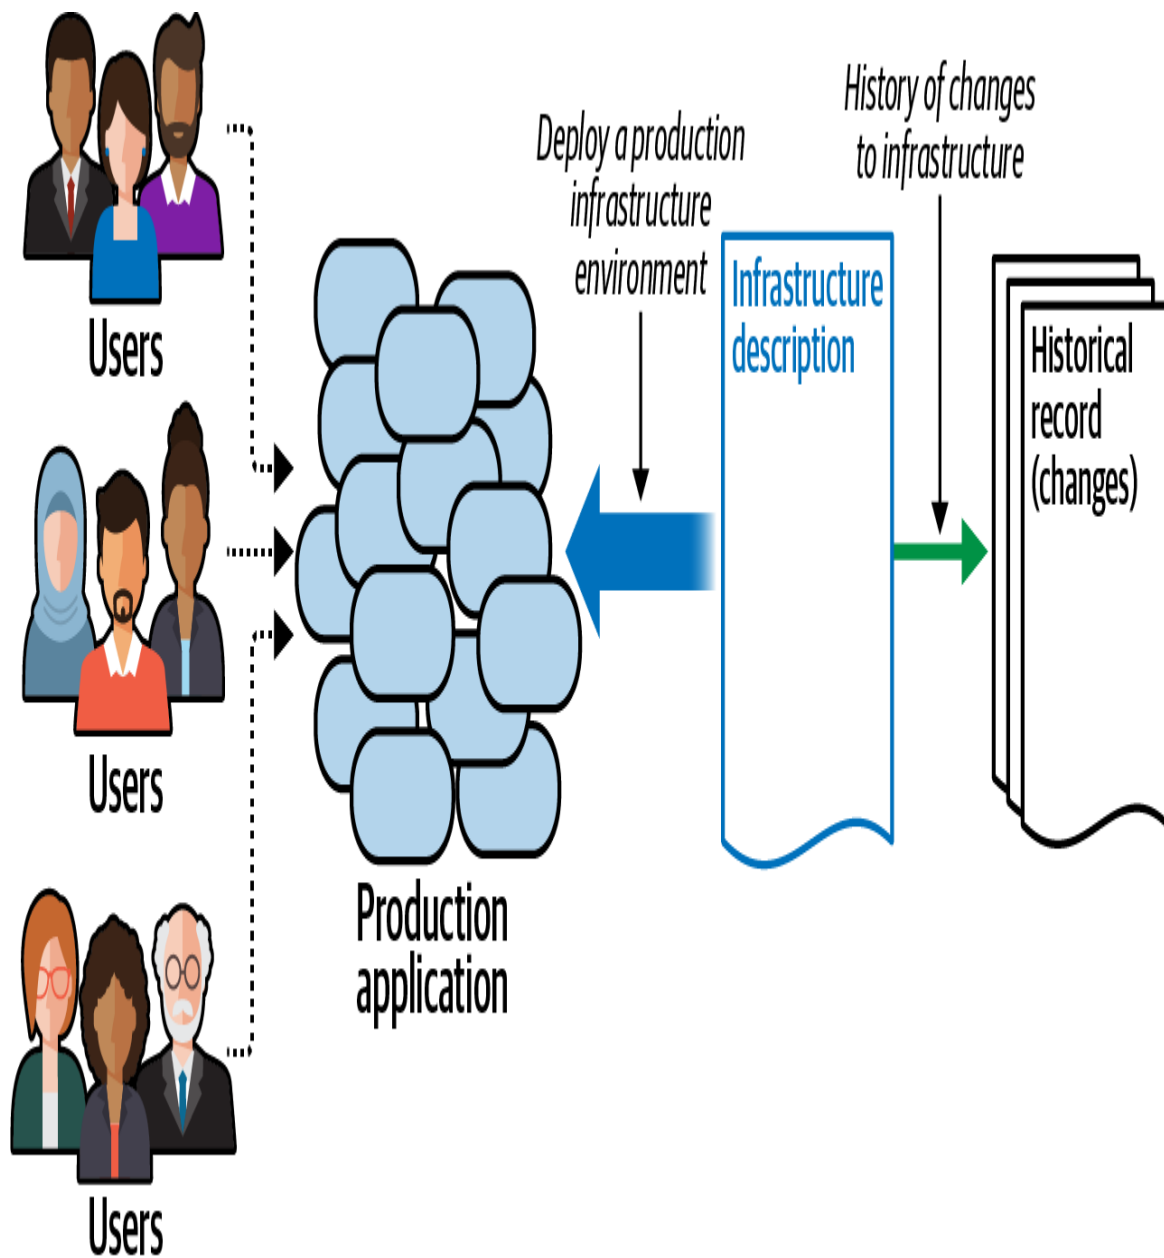 Users
Users
Users
Production
application
Deploy a production
infrastructure
environment
Infrastructure
description
History of changes
to infrastructure
Historical
record
(changes)